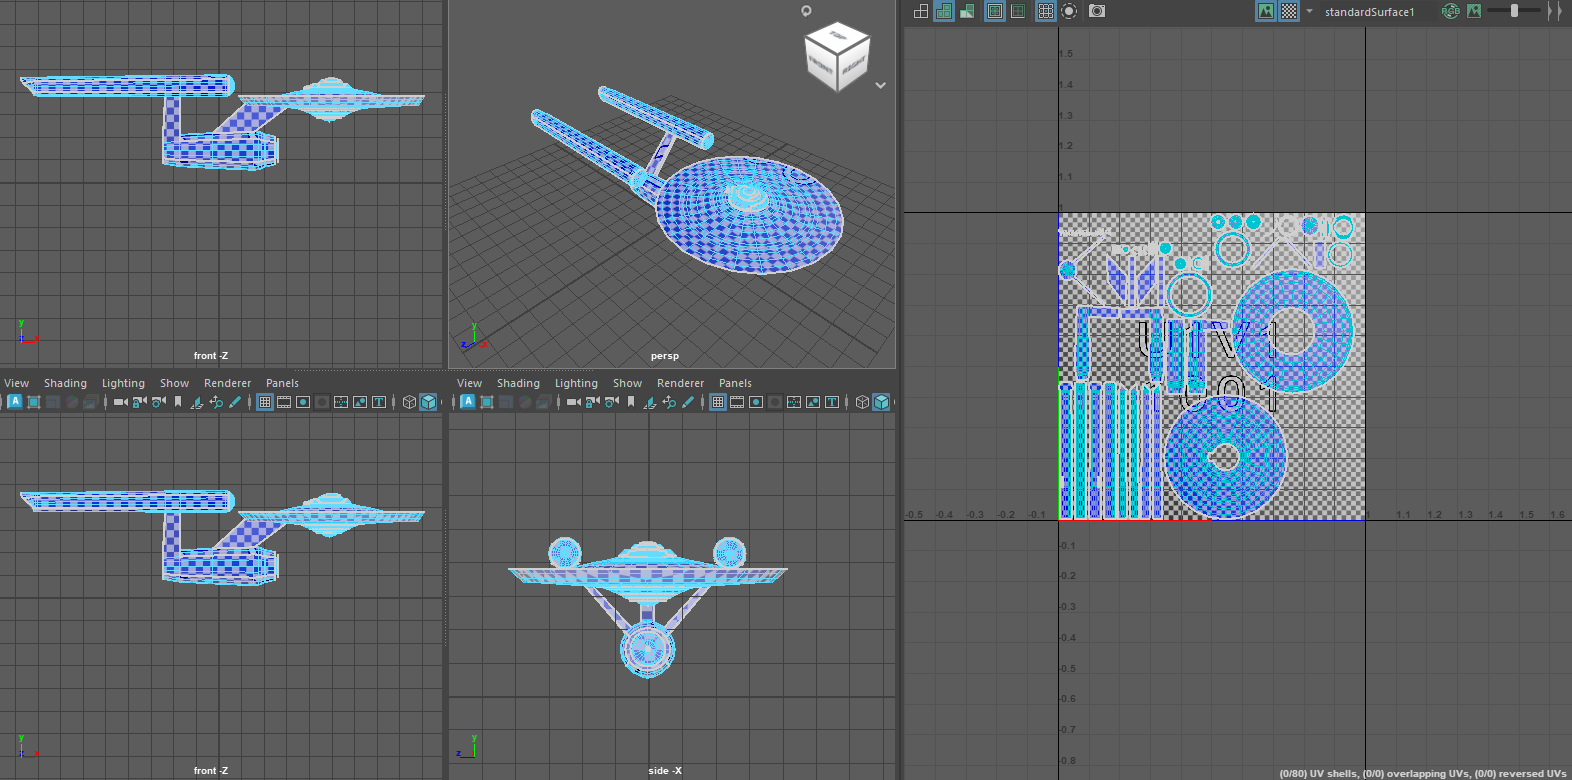 standardSurface1
TOP
FRONT
RIGHT
1.5
1.4
1.3
1.2
1.1
1
U1V1
001
-0.5 -0.4 -0.3 -0.2 -0.1 1 1.1 1.2 1.3 1.4 1.5 1.6
-0.1
-0.2
-0.3
-0.4
-0.5
-0.6
-0.7
-0.8
y
z x
front -Z
y
z x
persp
View Shading Lighting Show Renderer Panels
View Shading Lighting Show Renderer Panels
y
z x
front -Z
y
z
side -X
(0/80) UV shells, (0/0) overlapping UVs, (0/0) reversed UVs